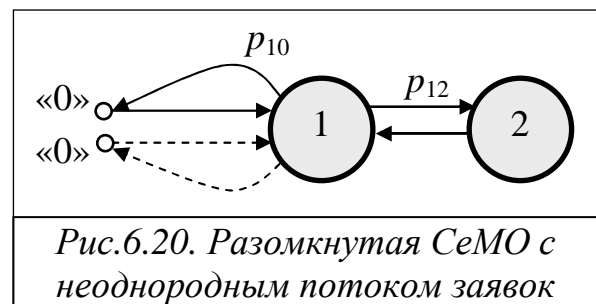 p10
«0»
1
p12
2
«0»
Рис.6.20. Разомкнутая СеМО с
неоднородным потоком заявок